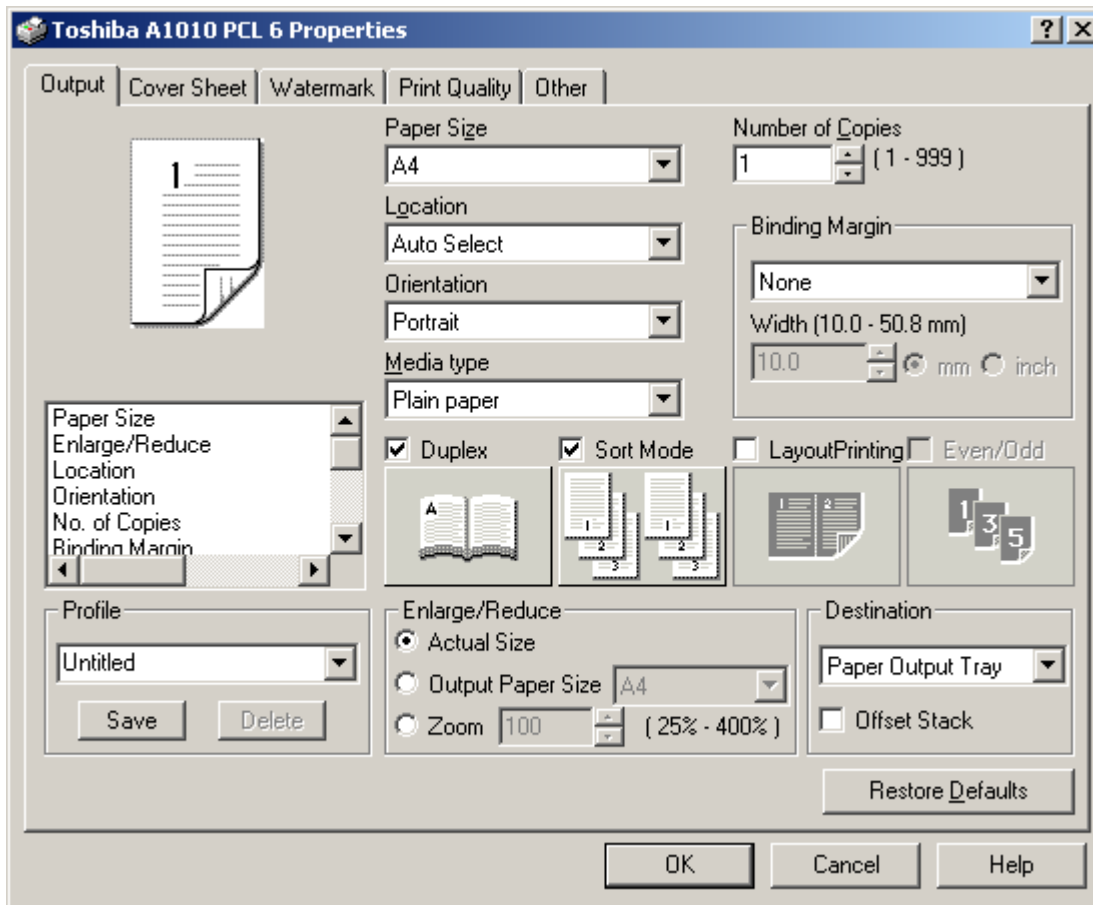 Toshiba A1010 PCL 6 Properties
Output
Cover Sheet
Watermark
Print Quality
Other
1
Paper Size
A4
Location
Auto Select
Orientation
Portrait
Media type
Plain paper
Number of Copies
1
( 1 - 999 )
Binding Margin
None
Width (10.0 - 50.8 mm)
10.0
mm
inch
Paper Size
Enlarge/Reduce
Location
Orientation
No. of Copies
Binding Margin
Duplex
A
Sort Mode
1
2
3
1
2
3
LayoutPrinting
1
2
Even/Odd
1
3
5
Profile
Untitled
Save
Delete
Enlarge/Reduce
Actual Size
Output Paper Size
A4
Zoom
100
( 25% - 400% )
Destination
Paper Output Tray
Offset Stack
Restore Defaults
OK
Cancel
Help